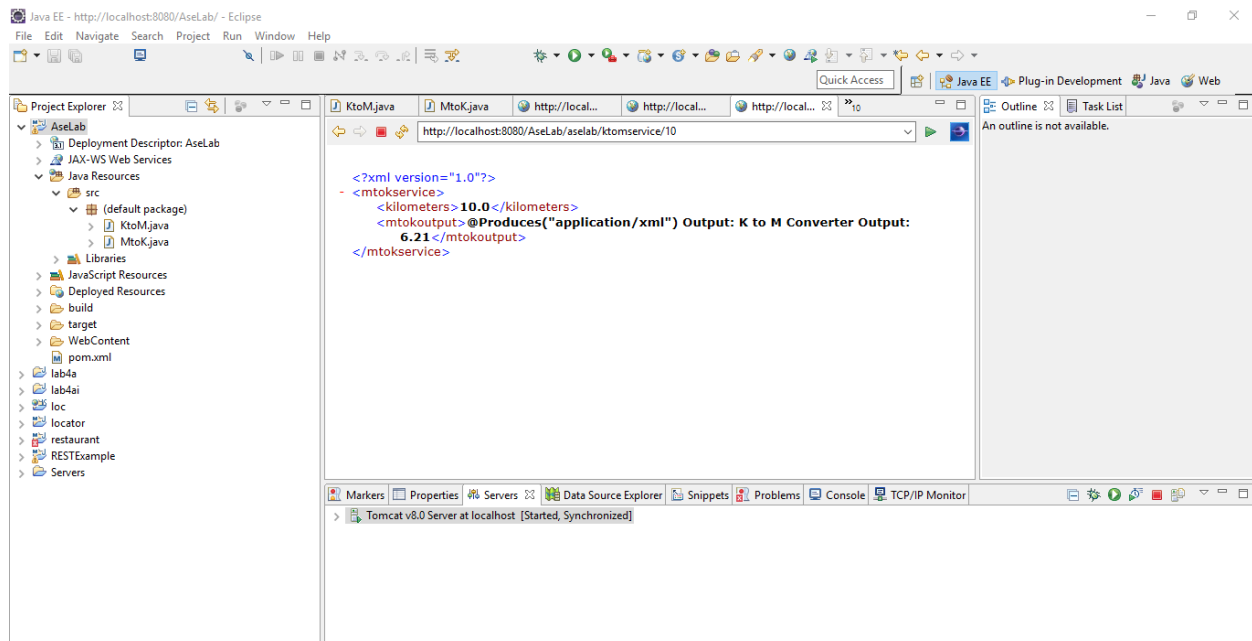 Java EE - http://localhost:8080/AseLab/ - Eclipse
File Edit Navigate Search Project Run Window Help
Quick Access
Java EE Plug-in Development Java Web
Project Explorer
AseLab
Deployment Descriptor: AseLab
JAX-WS Web Services
Java Resources
src
(default package)
KtoM.java
MtoK.java
Libraries
JavaScript Resources
Deployed Resources
build
target
WebContent
pom.xml
lab4a
lab4ai
loc
locator
restaurant
RESTExample
Servers
KtoM.java MtoK.java http://local... http://local... http://local... »10
http://localhost:8080/AseLab/aselab/ktomservice/10
<?xml version="1.0"?>
- <mtokservice>
<kilometers>10.0</kilometers>
<mtokoutput>@Produces("application/xml") Output: K to M Converter Output:
6.21</mtokoutput>
</mtokservice>
Outline Task List
An outline is not available.
Markers Properties Servers Data Source Explorer Snippets Problems Console TCP/IP Monitor
Tomcat v8.0 Server at localhost [Started, Synchronized]